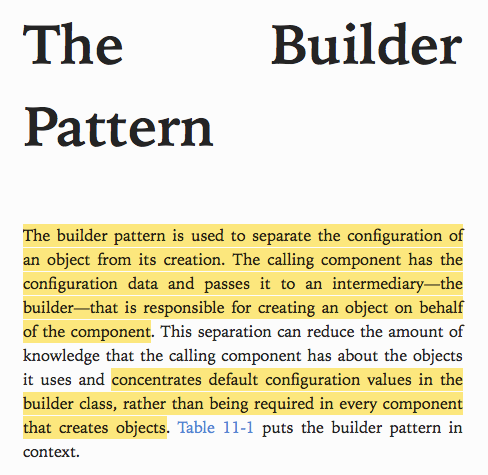 The Builder
Pattern
The builder pattern is used to separate the configuration of
an object from its creation. The calling component has the
configuration data and passes it to an intermediary—the
builder—that is responsible for creating an object on behalf
of the component. This separation can reduce the amount of
knowledge that the calling component has about the objects
it uses and concentrates default configuration values in the
builder class, rather than being required in every component
that creates objects. Table 11-1 puts the builder pattern in
context.